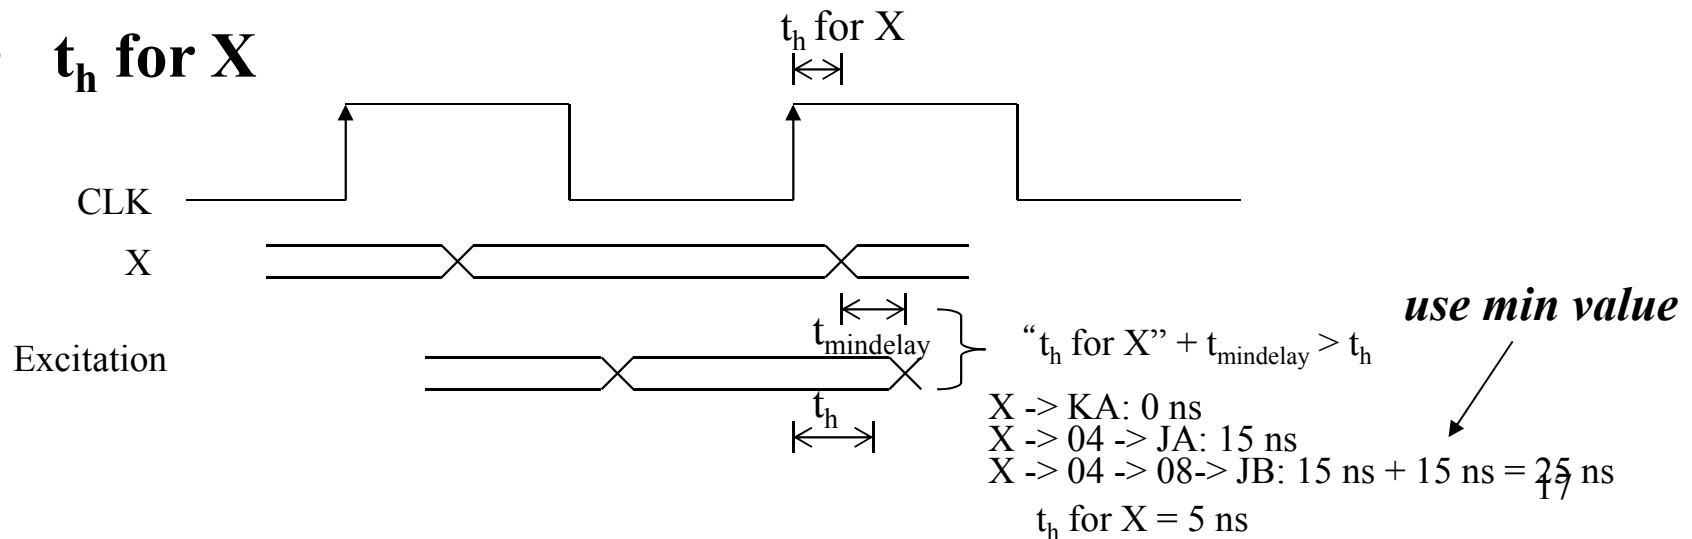 t_h for X
t_h for X
CLK
X
Excitation
t_mindelay
t_h
use min value
“t_h for X” + t_mindelay > t_h
X -> KA: 0 ns
X -> 04 -> JA: 15 ns
X -> 04 -> 08-> JB: 15 ns + 15 ns = 25 ns
17
t_h for X = 5 ns